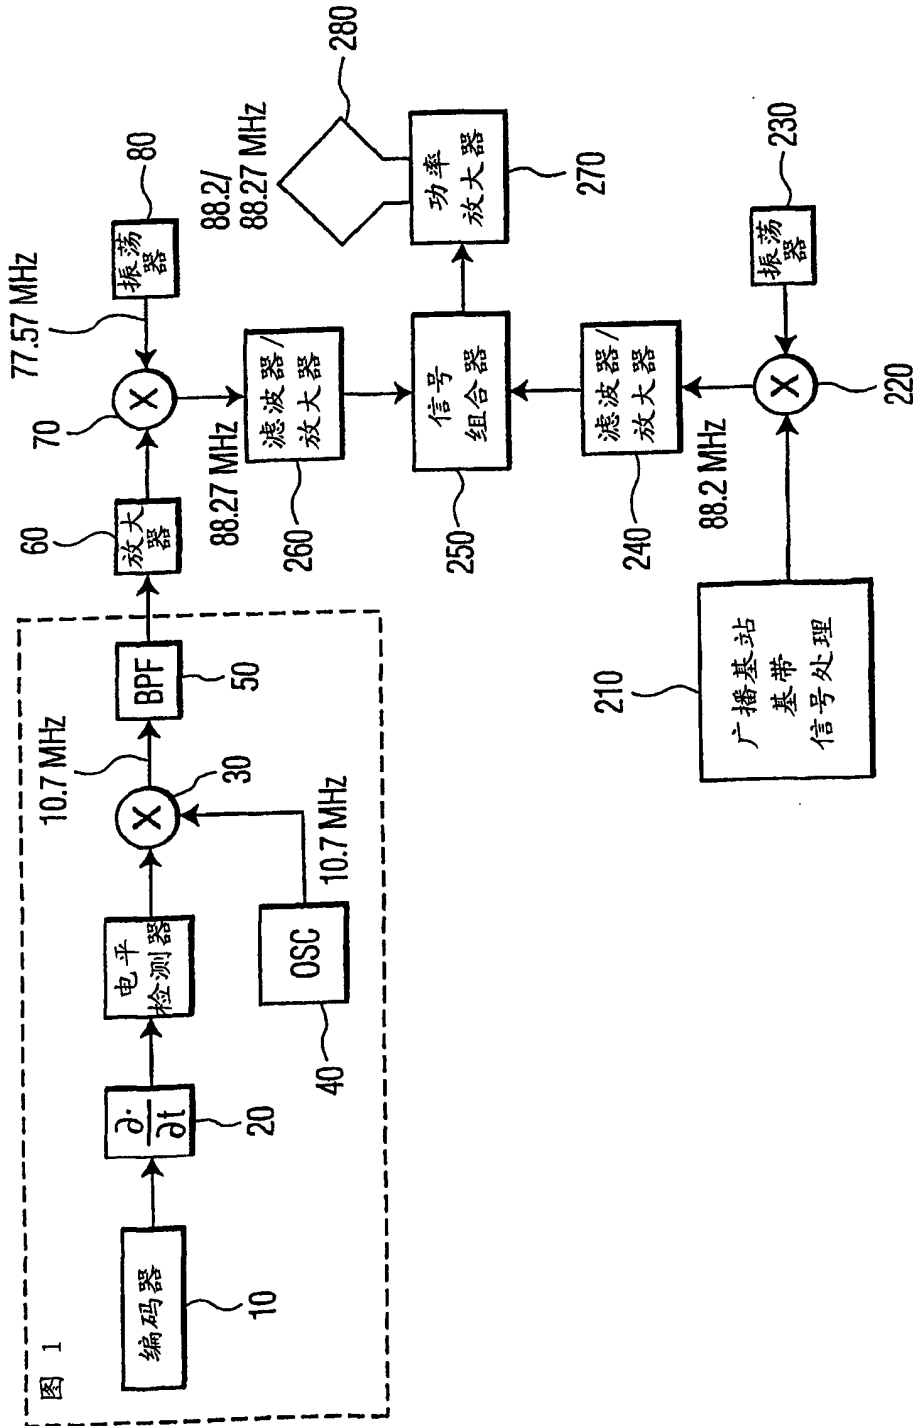 图 1
编码器
10
∂·
∂t
20
电平
检测器
10.7 MHz
30
OSC
40
10.7 MHz
BPF
50
放大
器
60
70
77.57 MHz
振荡
器
80
88.27 MHz
滤波器/
放大器
260
信号
组合器
250
88.2/
88.27 MHz
280
功率
放大器
270
滤波器/
放大器
240
88.2 MHz
220
振荡
器
230
广播基站
基带
信号处理
210
X
X
X